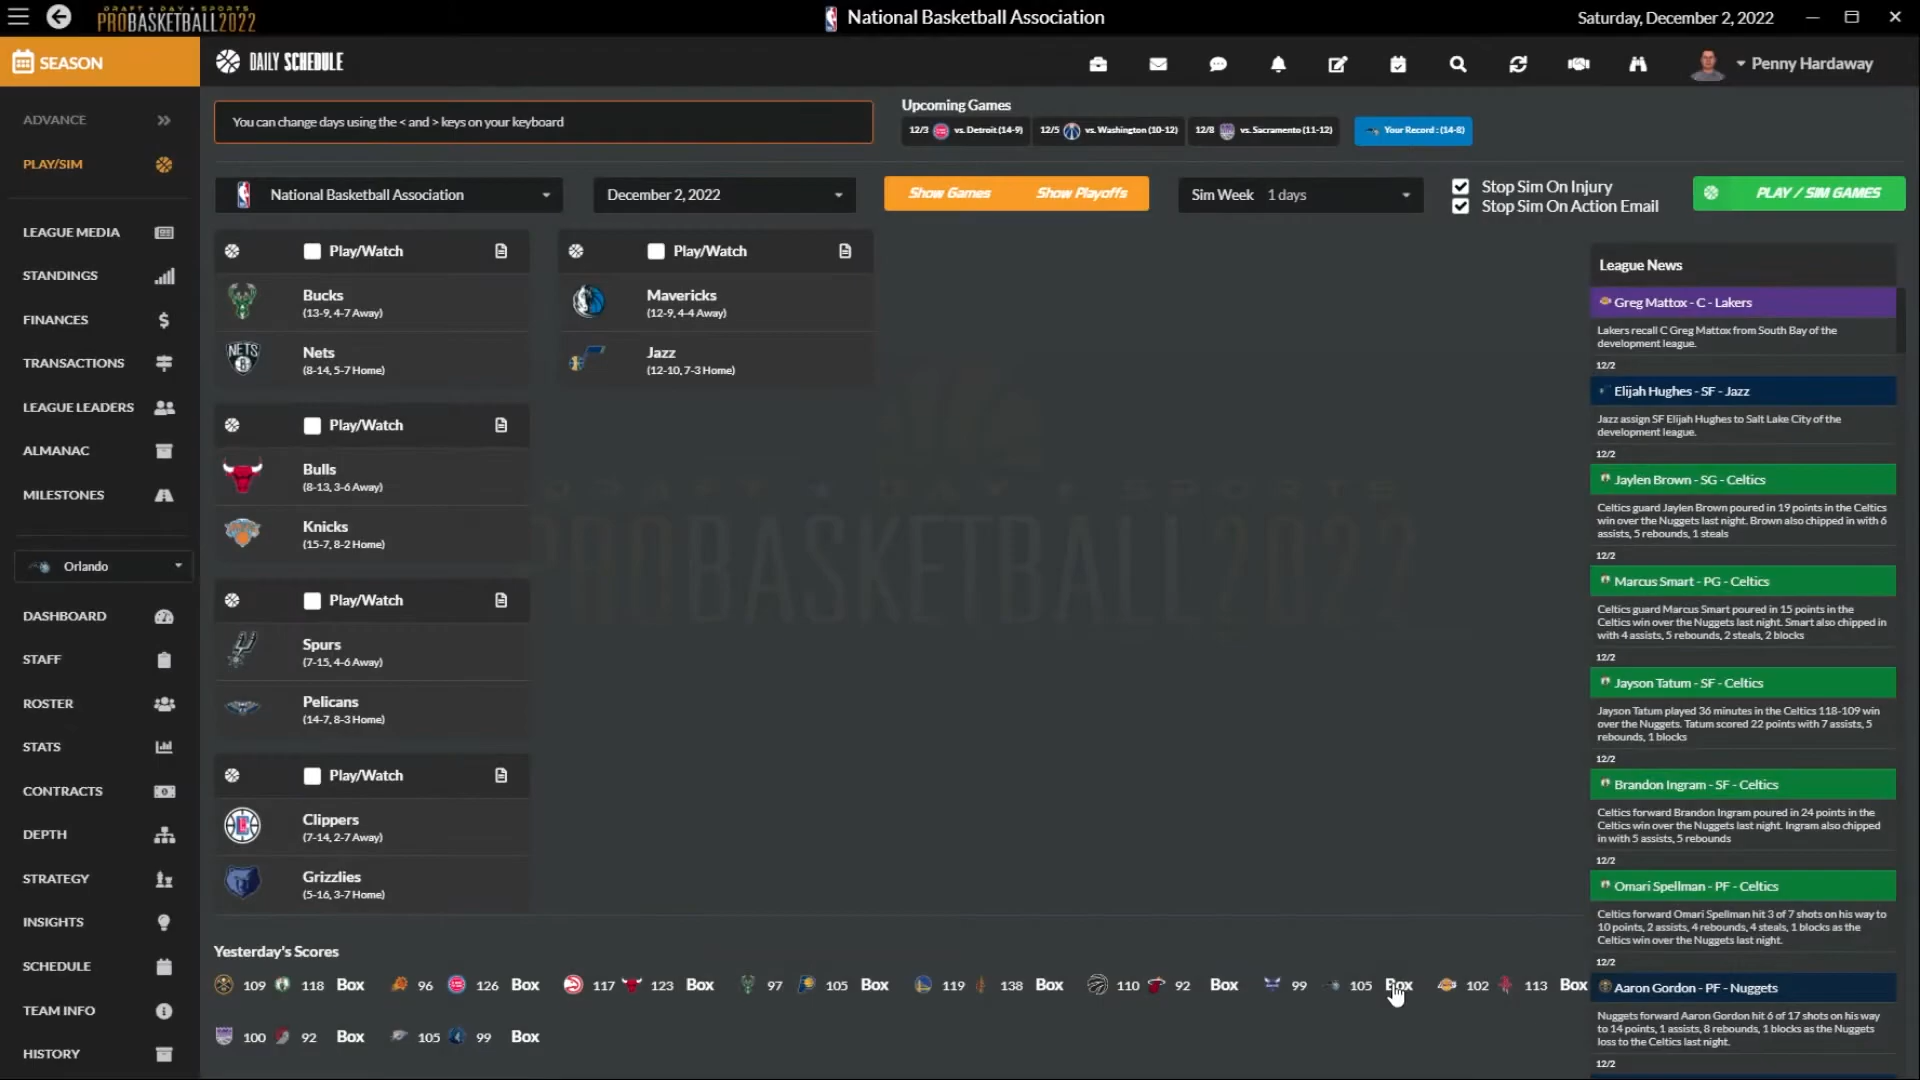 DRAFT • DAY • SPORTS
PROBASKETBALL2022
National Basketball Association
Saturday, December 2, 2022
SEASON
DAILY SCHEDULE
Penny Hardaway
ADVANCE
PLAY/SIM
LEAGUE MEDIA
STANDINGS
FINANCES
TRANSACTIONS
LEAGUE LEADERS
ALMANAC
MILESTONES
Orlando
DASHBOARD
STAFF
ROSTER
STATS
CONTRACTS
DEPTH
STRATEGY
INSIGHTS
SCHEDULE
TEAM INFO
HISTORY
You can change days using the < and > keys on your keyboard
Upcoming Games
12/3 vs. Detroit (14-9) 12/5 vs. Washington (10-12) 12/8 vs. Sacramento (11-12) Your Record : (14-8)
National Basketball Association December 2, 2022 Show Games Show Playoffs Sim Week 1 days
Stop Sim On Injury
Stop Sim On Action Email
PLAY / SIM GAMES
Play/Watch
Bucks
(13-9, 4-7 Away)
NETS
Nets
(8-14, 5-7 Home)
Play/Watch
Mavericks
(12-9, 4-4 Away)
Jazz
(12-10, 7-3 Home)
Play/Watch
Bulls
(8-13, 3-6 Away)
Knicks
(15-7, 8-2 Home)
Play/Watch
Spurs
(7-15, 4-6 Away)
Pelicans
(14-7, 8-3 Home)
Play/Watch
Clippers
(7-14, 2-7 Away)
Grizzlies
(5-16, 3-7 Home)
DRAFT • DAY • SPORTS
PROBASKETBALL2022
Yesterday's Scores
109 118 Box 96 126 Box 117 123 Box 97 105 Box 119 138 Box 110 92 Box 99 105 Box 102 113 Box
100 92 Box 105 99 Box
League News
Greg Mattox - C - Lakers
Lakers recall C Greg Mattox from South Bay of the
development league.
12/2
Elijah Hughes - SF - Jazz
Jazz assign SF Elijah Hughes to Salt Lake City of the
development league.
12/2
Jaylen Brown - SG - Celtics
Celtics guard Jaylen Brown poured in 19 points in the Celtics
win over the Nuggets last night. Brown also chipped in with 6
assists, 5 rebounds, 1 steals
12/2
Marcus Smart - PG - Celtics
Celtics guard Marcus Smart poured in 15 points in the
Celtics win over the Nuggets last night. Smart also chipped in
with 4 assists, 5 rebounds, 2 steals, 2 blocks
12/2
Jayson Tatum - SF - Celtics
Jayson Tatum played 36 minutes in the Celtics 118-109 win
over the Nuggets. Tatum scored 22 points with 7 assists, 5
rebounds, 1 blocks
12/2
Brandon Ingram - SF - Celtics
Celtics forward Brandon Ingram poured in 24 points in the
Celtics win over the Nuggets last night. Ingram also chipped
in with 5 assists, 5 rebounds
12/2
Omari Spellman - PF - Celtics
Celtics forward Omari Spellman hit 3 of 7 shots on his way to
10 points, 2 assists, 4 rebounds, 4 steals, 1 blocks as the
Celtics win over the Nuggets last night.
12/2
Aaron Gordon - PF - Nuggets
Nuggets forward Aaron Gordon hit 6 of 17 shots on his way
to 14 points, 1 assists, 8 rebounds, 1 blocks as the Nuggets
loss to the Celtics last night.
12/2